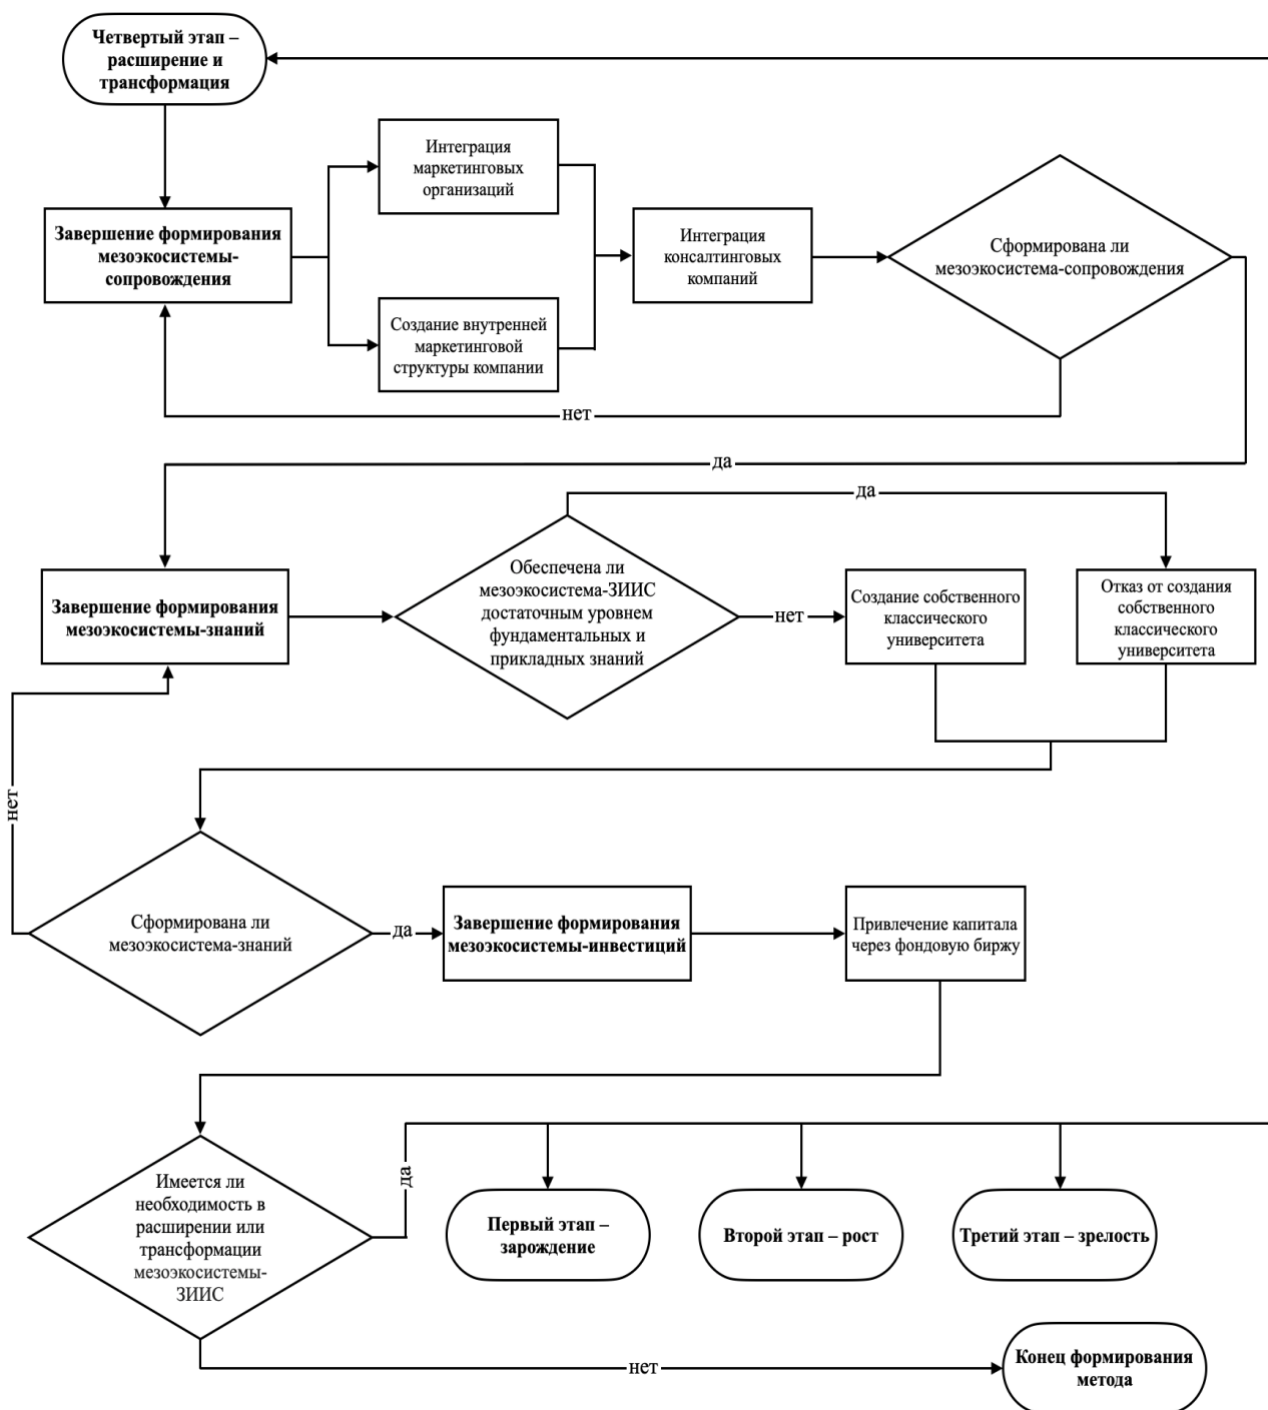 Четвертый этап –
расширение и
трансформация
Интеграция
маркетинговых
организаций
Завершение формирования
мезоэкосистемы-
сопровождения
Интеграция
консалтинговых
компаний
Сформирована ли
мезоэкосистема-сопровождения
Создание внутренней
маркетинговой
структуры компании
нет
да
да
Завершение формирования
мезоэкосистемы-знаний
Обеспечена ли
мезоэкосистема-ЗИИС
достаточным уровнем
фундаментальных и
прикладных знаний
нет
Создание собственного
классического
университета
Отказ от создания
собственного
классического
университета
нет
Сформирована ли
мезоэкосистема-знаний
да
Завершение формирования
мезоэкосистемы-инвестиций
Привлечение капитала
через фондовую биржу
Имеется ли
необходимость в
расширении или
трансформации
мезоэкосистемы-
ЗИИС
да
Первый этап –
зарождение
Второй этап – рост
Третий этап – зрелость
нет
Конец формирования
метода